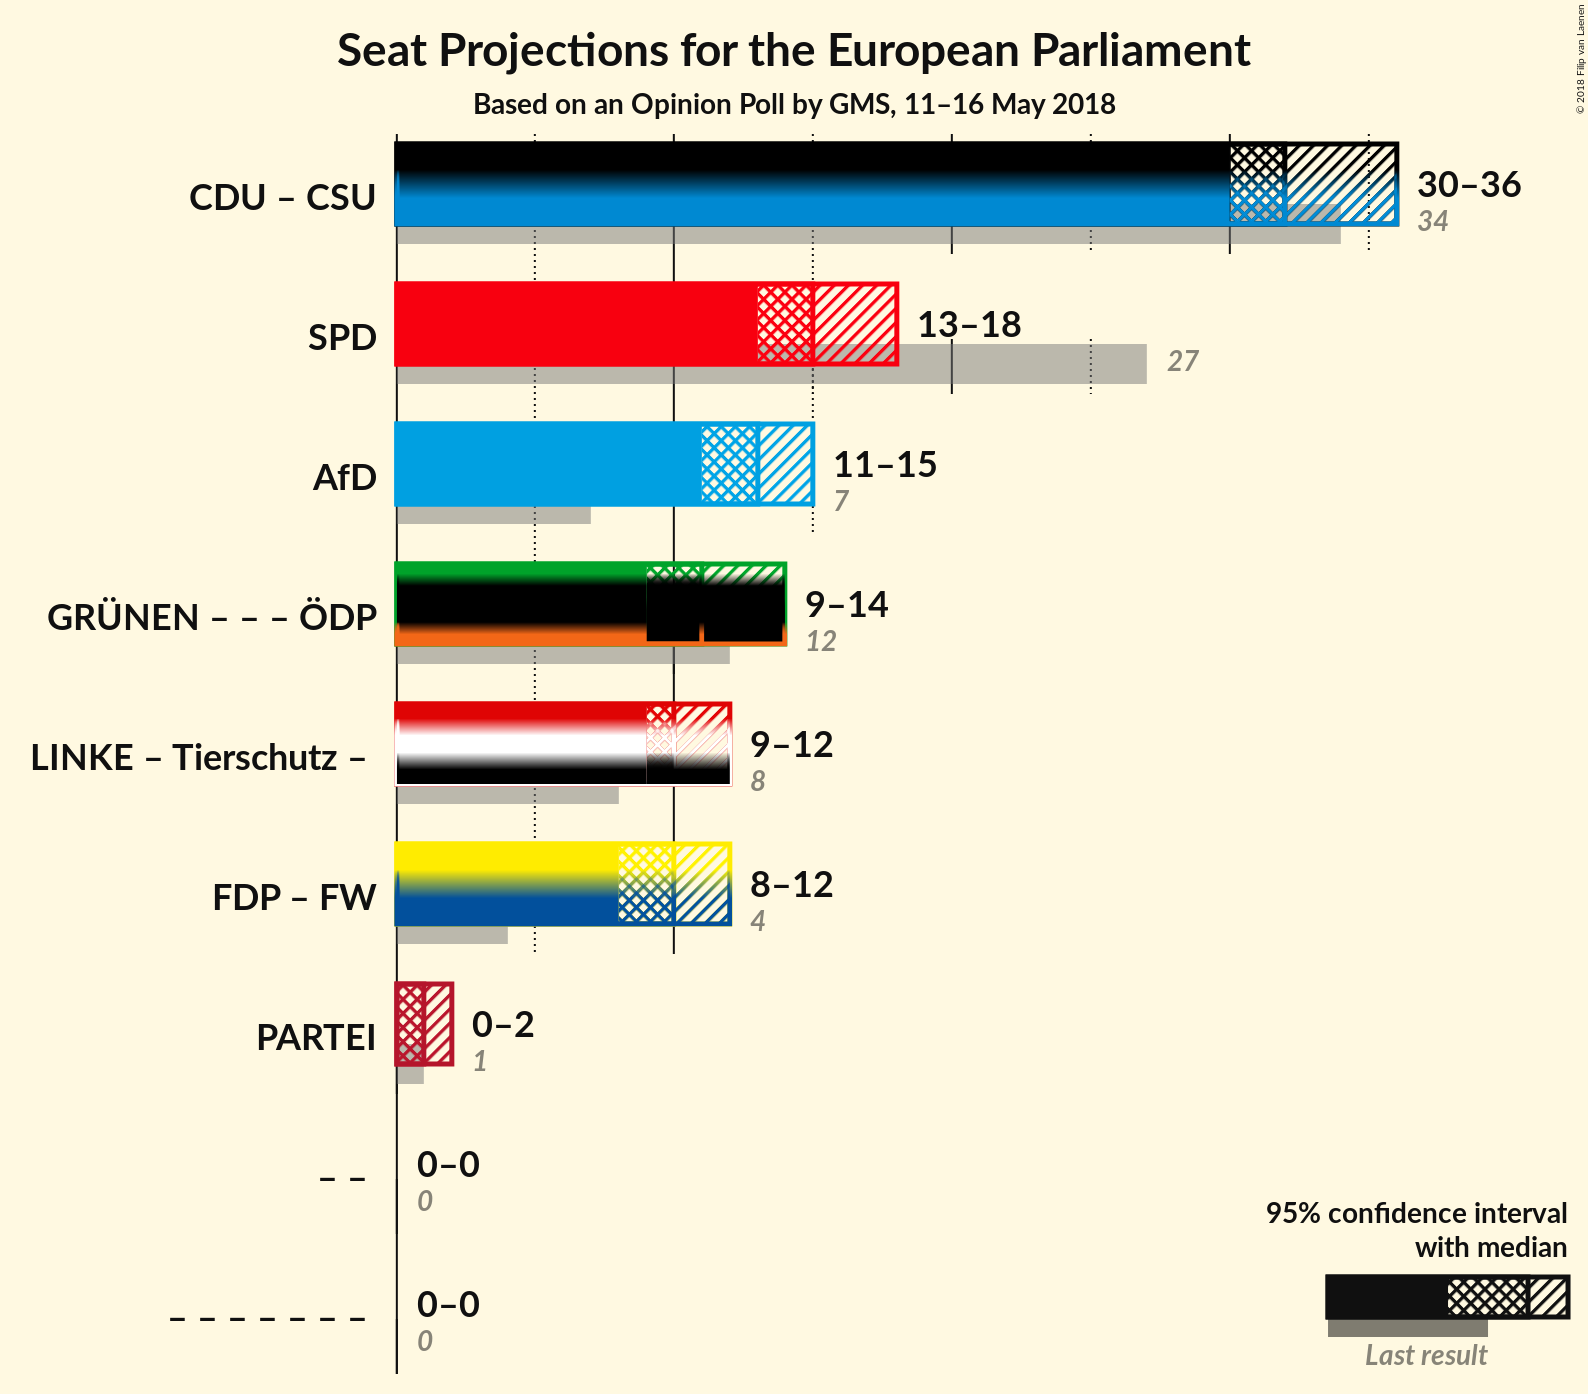 Seat Projections for the European Parliament
Based on an Opinion Poll by GMS, 11–16 May 2018
© 2018 Filip van Laenen
CDU – CSU
30–36
34
SPD
13–18
27
AfD
11–15
7
GRÜNEN – – – ÖDP
9–14
12
LINKE – Tierschutz –
9–12
8
FDP – FW
8–12
4
PARTEI
0–2
1
– –
0–0
0
– – – – – – –
0–0
0
95% confidence interval
with median
Last result